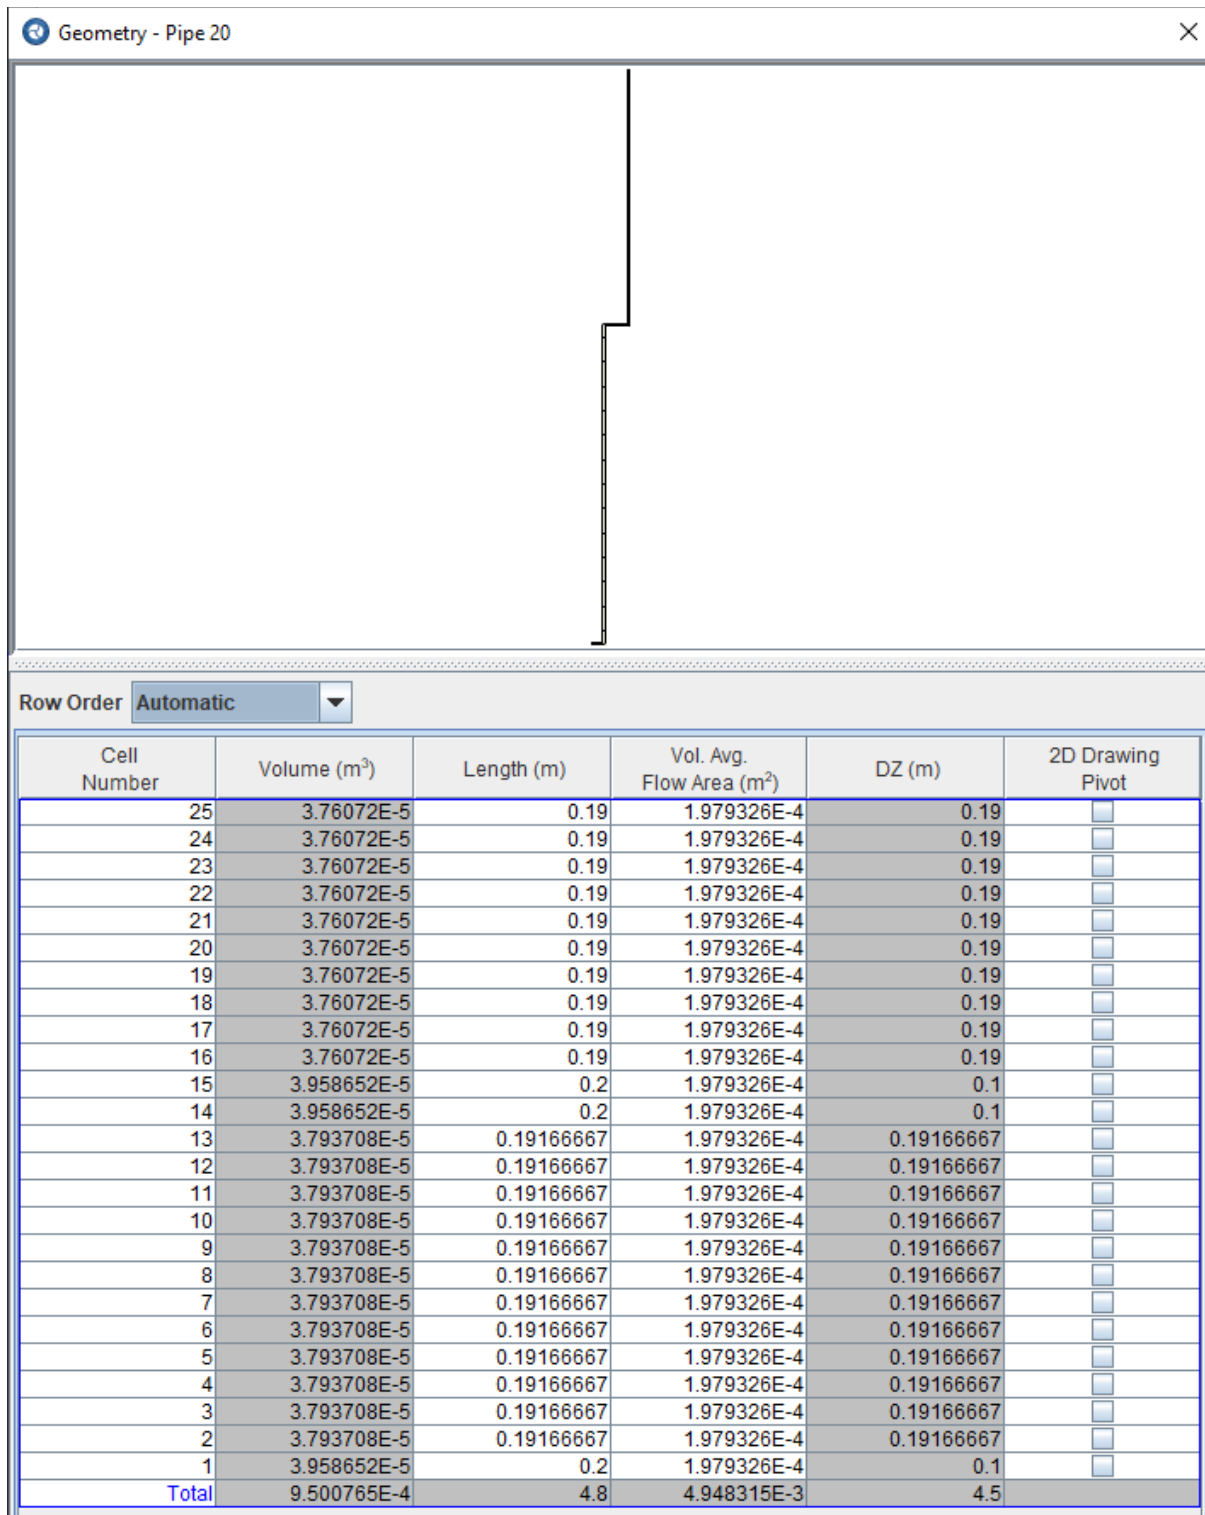 Geometry - Pipe 20
Row Order Automatic
Cell Number Volume (m³) Length (m) Vol. Avg. Flow Area (m²) DZ (m) 2D Drawing Pivot
25 3.76072E-5 0.19 1.979326E-4 0.19
24 3.76072E-5 0.19 1.979326E-4 0.19
23 3.76072E-5 0.19 1.979326E-4 0.19
22 3.76072E-5 0.19 1.979326E-4 0.19
21 3.76072E-5 0.19 1.979326E-4 0.19
20 3.76072E-5 0.19 1.979326E-4 0.19
19 3.76072E-5 0.19 1.979326E-4 0.19
18 3.76072E-5 0.19 1.979326E-4 0.19
17 3.76072E-5 0.19 1.979326E-4 0.19
16 3.76072E-5 0.19 1.979326E-4 0.19
15 3.958652E-5 0.2 1.979326E-4 0.1
14 3.958652E-5 0.2 1.979326E-4 0.1
13 3.793708E-5 0.19166667 1.979326E-4 0.19166667
12 3.793708E-5 0.19166667 1.979326E-4 0.19166667
11 3.793708E-5 0.19166667 1.979326E-4 0.19166667
10 3.793708E-5 0.19166667 1.979326E-4 0.19166667
9 3.793708E-5 0.19166667 1.979326E-4 0.19166667
8 3.793708E-5 0.19166667 1.979326E-4 0.19166667
7 3.793708E-5 0.19166667 1.979326E-4 0.19166667
6 3.793708E-5 0.19166667 1.979326E-4 0.19166667
5 3.793708E-5 0.19166667 1.979326E-4 0.19166667
4 3.793708E-5 0.19166667 1.979326E-4 0.19166667
3 3.793708E-5 0.19166667 1.979326E-4 0.19166667
2 3.793708E-5 0.19166667 1.979326E-4 0.19166667
1 3.958652E-5 0.2 1.979326E-4 0.1
Total 9.500765E-4 4.8 4.948315E-3 4.5